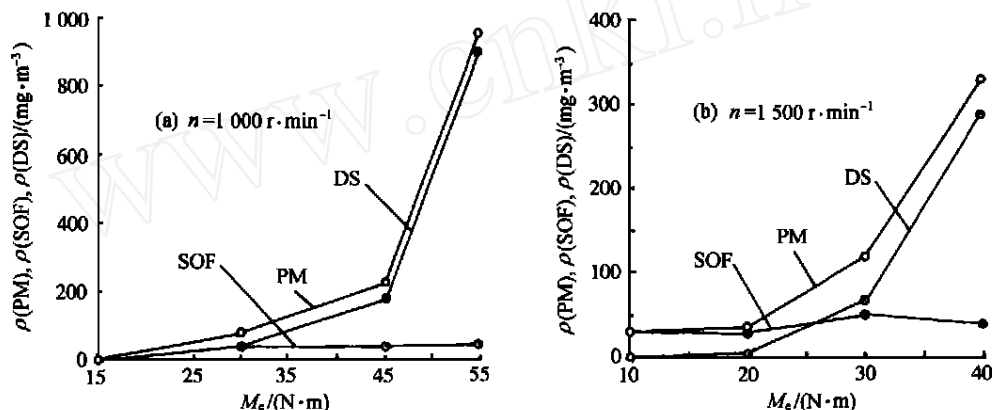 www.cnki.n
ρ(PM), ρ(SOF), ρ(DS)/(mg·m⁻³)
1 000
800
600
400
200
0
(a) n=1 000 r·min⁻¹
DS
SOF
PM
15
25
35
45
55
Mₑ/(N·m)
ρ(PM), ρ(SOF), ρ(DS)/(mg·m⁻³)
400
300
200
100
0
(b) n=1 500 r·min⁻¹
DS
PM
SOF
10
20
30
40
Mₑ/(N·m)